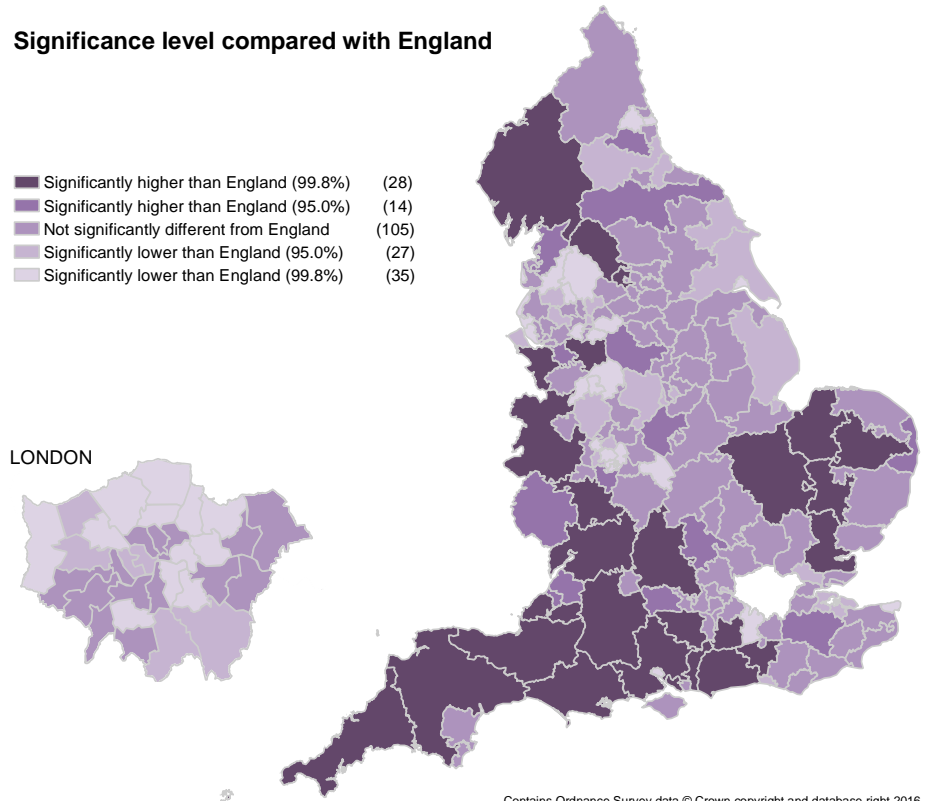 Significance level compared with England
Significantly higher than England (99.8%) (28)
Significantly higher than England (95.0%) (14)
Not significantly different from England (105)
Significantly lower than England (95.0%) (27)
Significantly lower than England (99.8%) (35)
LONDON
Contains Ordnance Survey data © Crown copyright and database right 2016